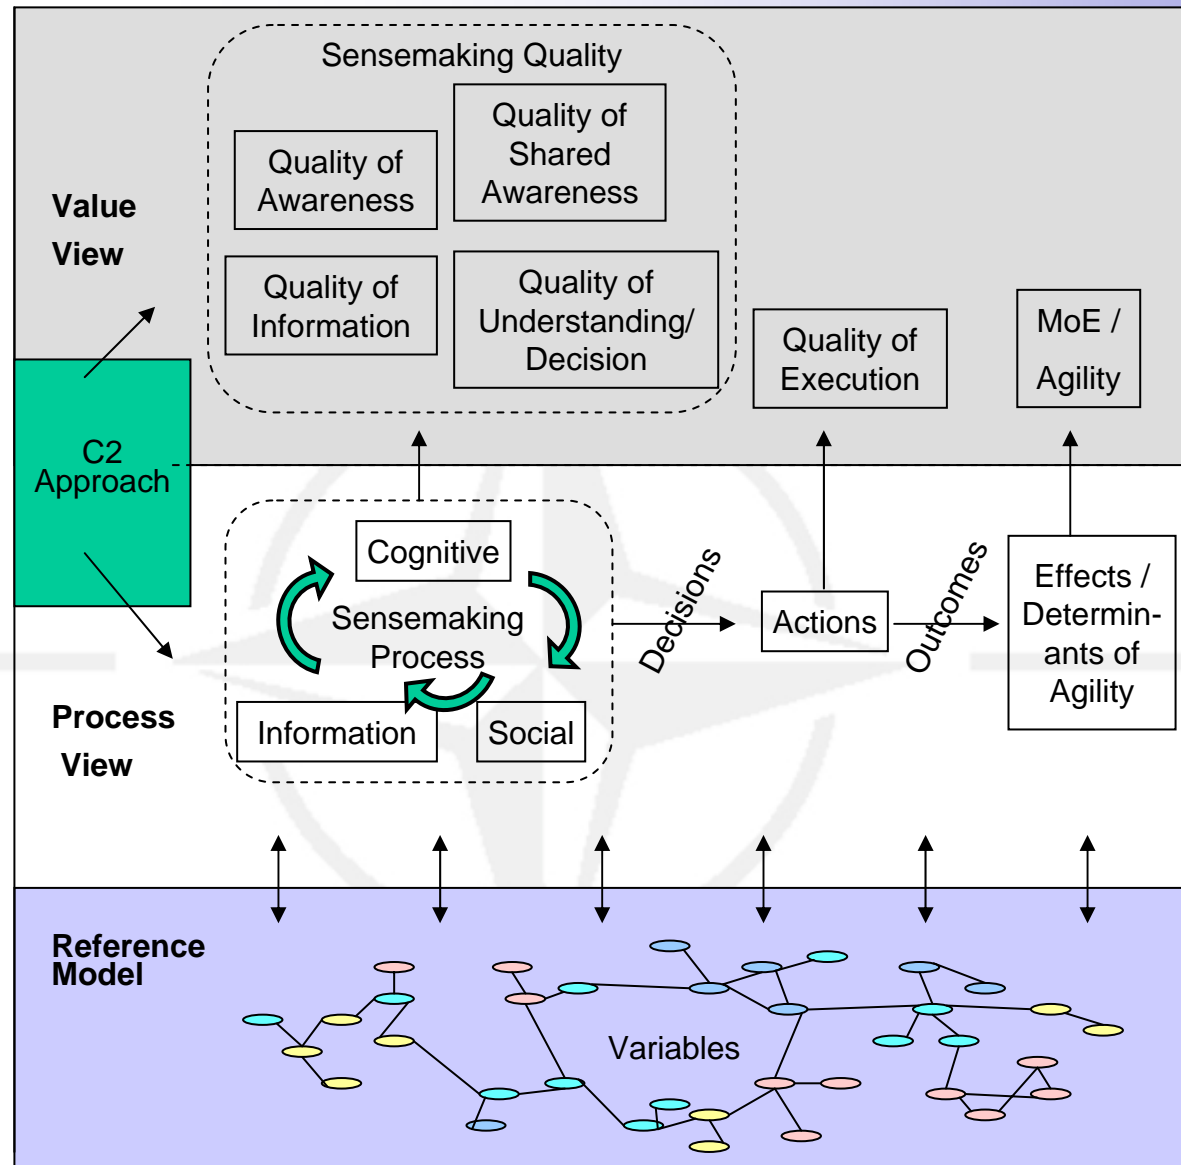 Sensemaking Quality
Quality of
Awareness
Quality of
Shared
Awareness
Value
View
Quality of
Information
Quality of
Understanding/
Decision
Quality of
Execution
MoE /
Agility
C2
Approach
Cognitive
Sensemaking
Process
Information
Social
Decisions
Actions
Outcomes
Effects /
Determin-
ants of
Agility
Process
View
Reference
Model
Variables